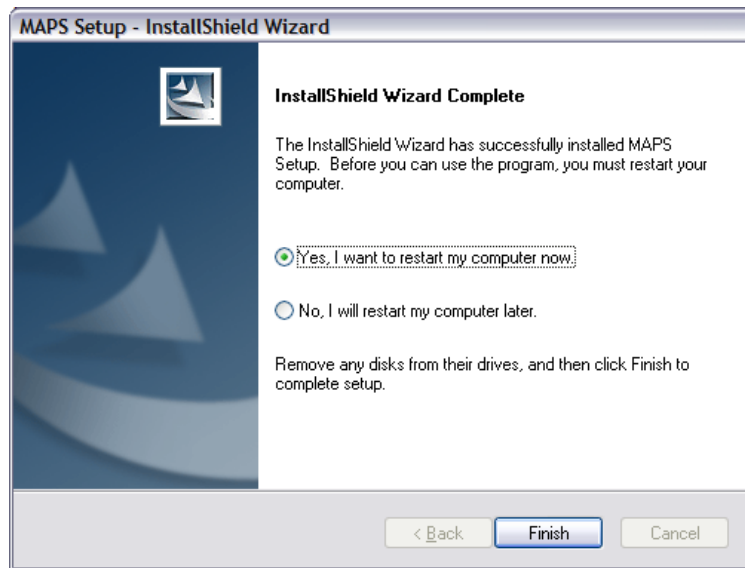 MAPS Setup - InstallShield Wizard
InstallShield Wizard Complete
The InstallShield Wizard has successfully installed MAPS
Setup.  Before you can use the program, you must restart your
computer.
Yes, I want to restart my computer now.
No, I will restart my computer later.
Remove any disks from their drives, and then click Finish to
complete setup.
< Back Finish Cancel